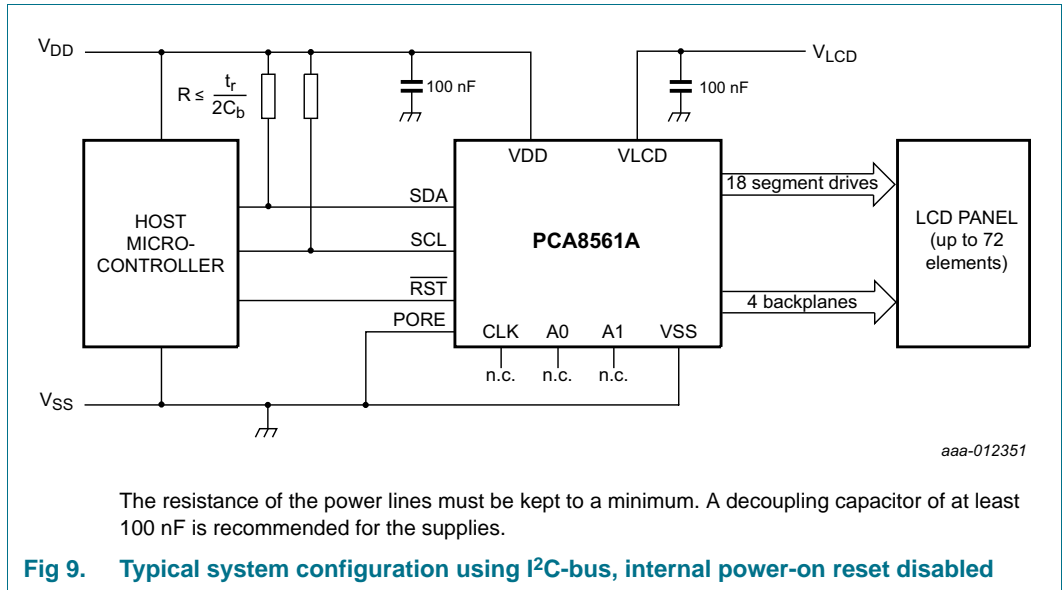 VDD
VLCD
R ≤ tr / 2Cb
100 nF
100 nF
VDD
VLCD
HOST
MICRO-
CONTROLLER
SDA
SCL
RST
PORE
PCA8561A
CLK
A0
A1
VSS
n.c.
n.c.
n.c.
18 segment drives
4 backplanes
LCD PANEL
(up to 72
elements)
VSS
aaa-012351
The resistance of the power lines must be kept to a minimum. A decoupling capacitor of at least
100 nF is recommended for the supplies.
Fig 9. Typical system configuration using I²C-bus, internal power-on reset disabled